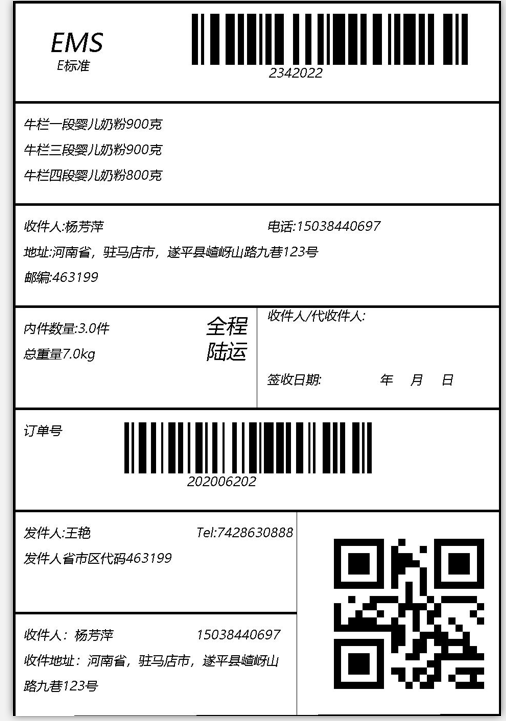 EMS
E标准
2342022
牛栏一段婴儿奶粉900克
牛栏三段婴儿奶粉900克
牛栏四段婴儿奶粉800克
收件人:杨芳萍 电话:15038440697
地址:河南省，驻马店市，遂平县嵖岈山路九巷123号
邮编:463199
内件数量:3.0件
总重量7.0kg
全程
陆运
收件人/代收件人:
签收日期: 年 月 日
订单号
202006202
发件人:王艳 Tel:7428630888
发件人省市区代码463199
收件人：杨芳萍 15038440697
收件地址：河南省，驻马店市，遂平县嵖岈山
路九巷123号